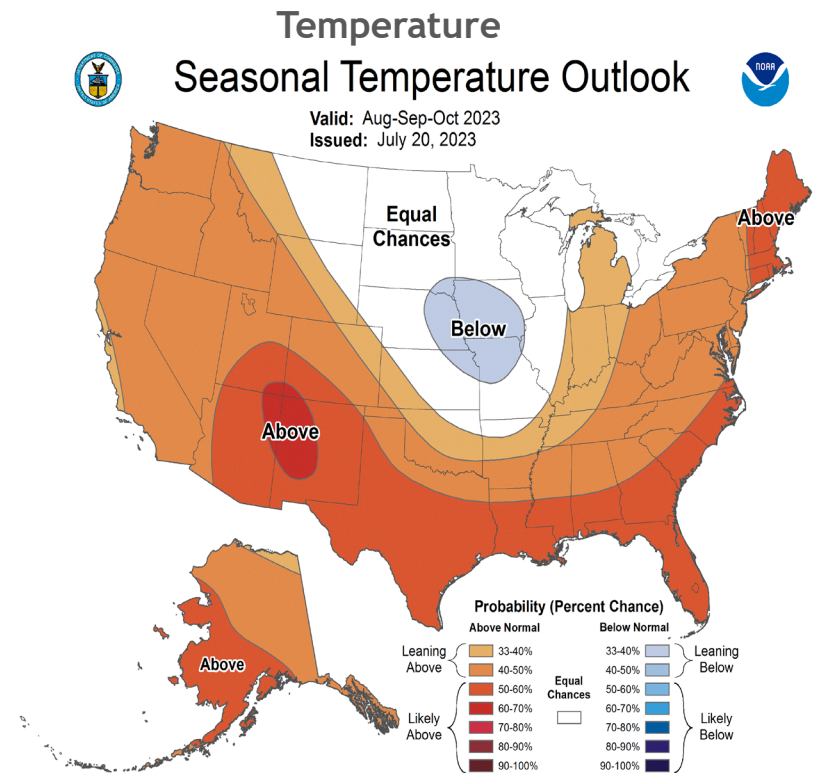 Temperature
Seasonal Temperature Outlook
NOAA
Valid: Aug-Sep-Oct 2023
Issued: July 20, 2023
Equal
Chances
Above
Below
Above
Above
Probability (Percent Chance)
Above Normal
Below Normal
Leaning
Above
33-40%
40-50%
Likely
Above
50-60%
60-70%
70-80%
80-90%
90-100%
Equal
Chances
33-40%
40-50%
Leaning
Below
50-60%
60-70%
70-80%
80-90%
90-100%
Likely
Below